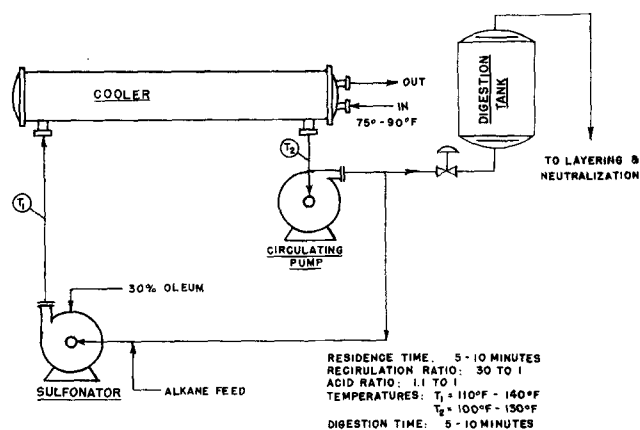 OUT
COOLER
IN
75° - 90°F
DIGESTION
TANK
T2
TO LAYERING &
NEUTRALIZATION
T1
CIRCULATING
PUMP
30% OLEUM
SULFONATOR
ALKANE FEED
RESIDENCE TIME: 5 - 10 MINUTES
RECIRULATION RATIO: 30 TO 1
ACID RATIO: 1.1 TO 1
TEMPERATURES: T1 = 110°F - 140°F
T2 = 100°F - 130°F
DIGESTION TIME: 5 - 10 MINUTES